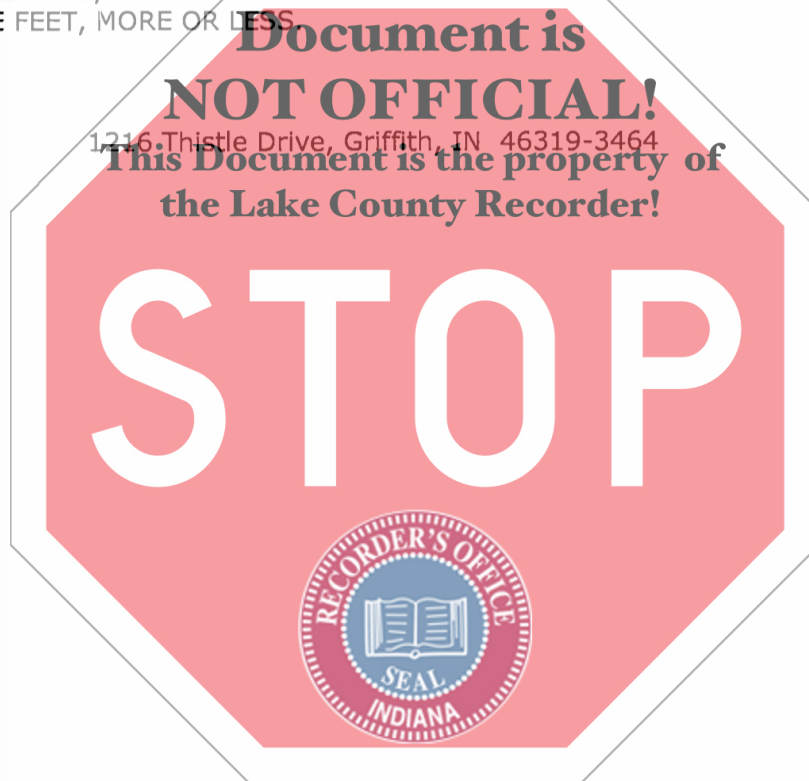 FEET, MORE OR LESS.
Document is
NOT OFFICIAL!
1216 Thistle Drive, Griffith, IN 46319-3464
This Document is the property of
the Lake County Recorder!
STOP
RECORDER'S OFFICE
SEAL
INDIANA